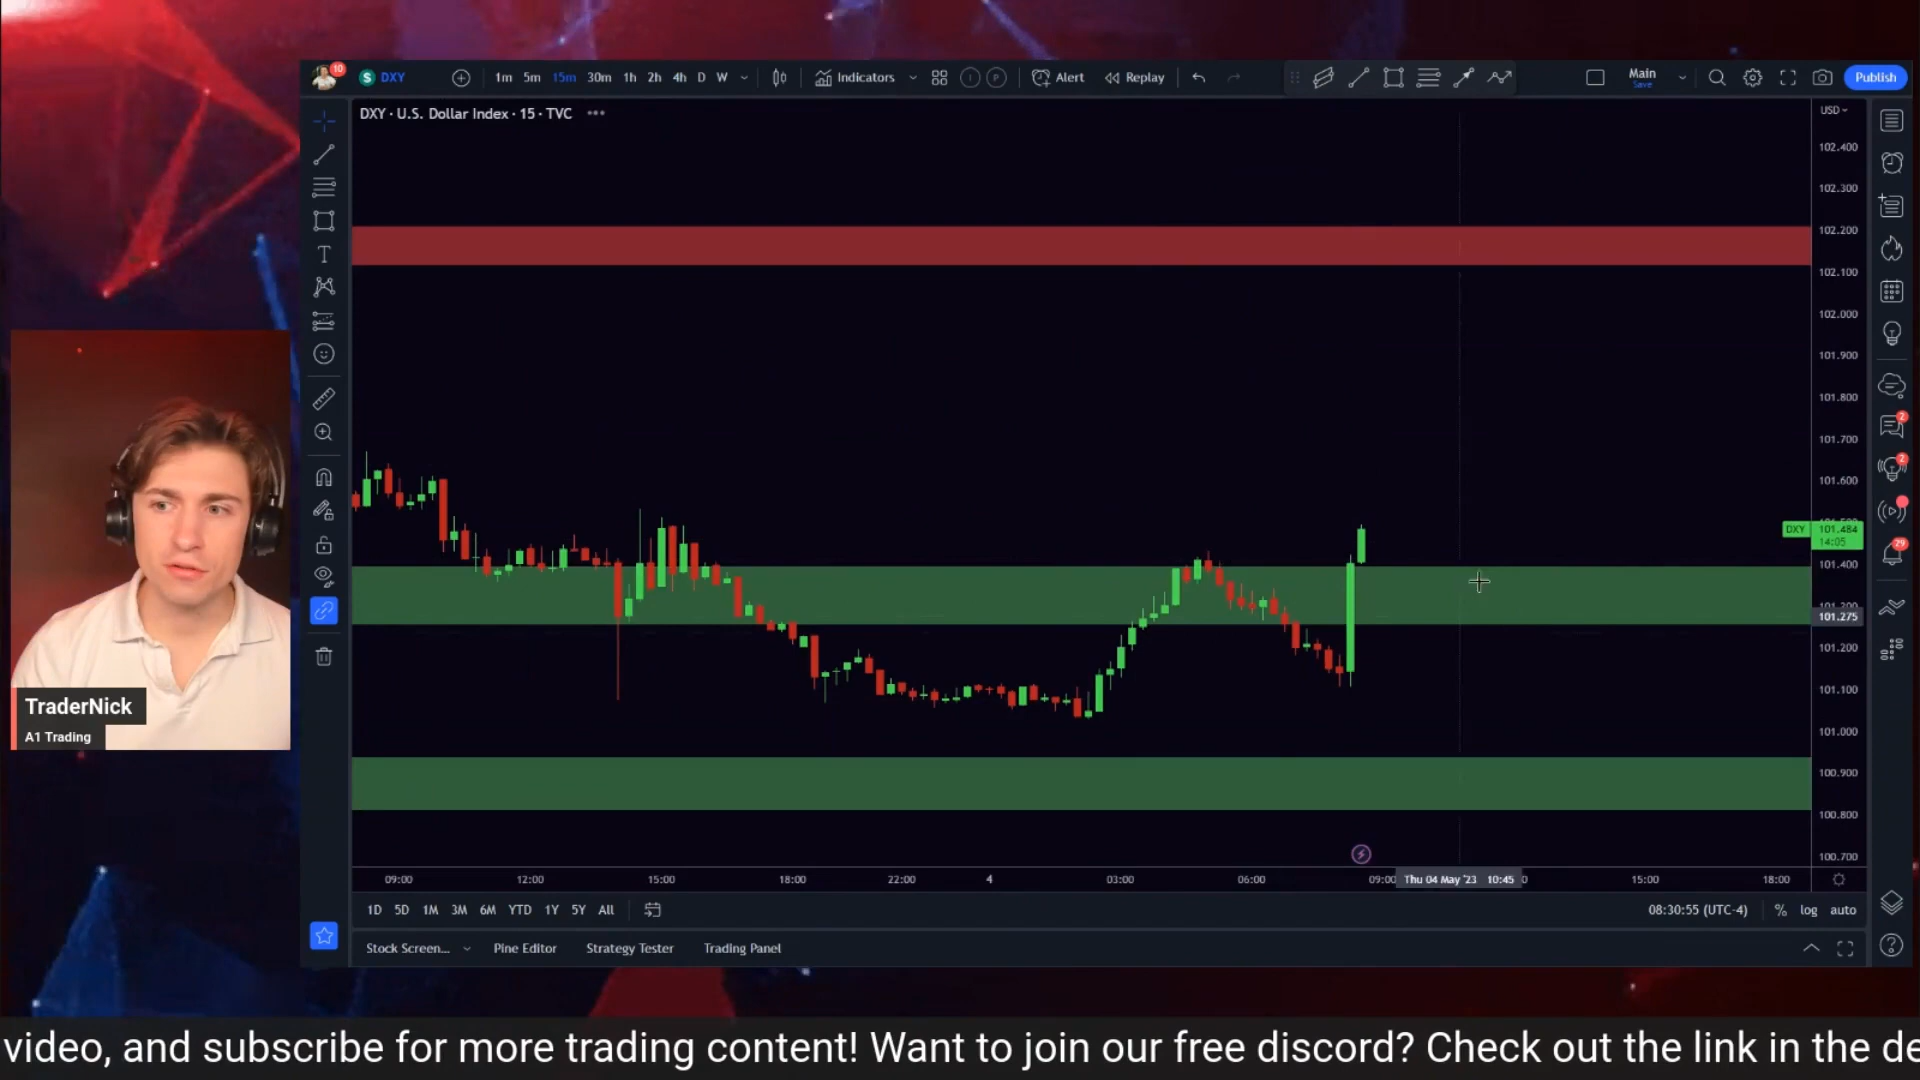 10
DXY
1m 5m 15m 30m 1h 2h 4h D W
Indicators
Alert
Replay
Main
Save
Publish
DXY · U.S. Dollar Index · 15 · TVC
USD
102.400
102.300
102.200
102.100
102.000
101.900
101.800
101.700
101.600
DXY 101.484
14:05
101.400
101.275
101.200
101.100
101.000
100.900
100.800
100.700
2
2
29
TraderNick
A1 Trading
09:00 12:00 15:00 18:00 22:00 4 03:00 06:00 09:00 Thu 04 May '23 10:45 15:00 18:00
1D 5D 1M 3M 6M YTD 1Y 5Y All
08:30:55 (UTC-4) % log auto
Stock Screen... Pine Editor Strategy Tester Trading Panel
video, and subscribe for more trading content! Want to join our free discord? Check out the link in the de